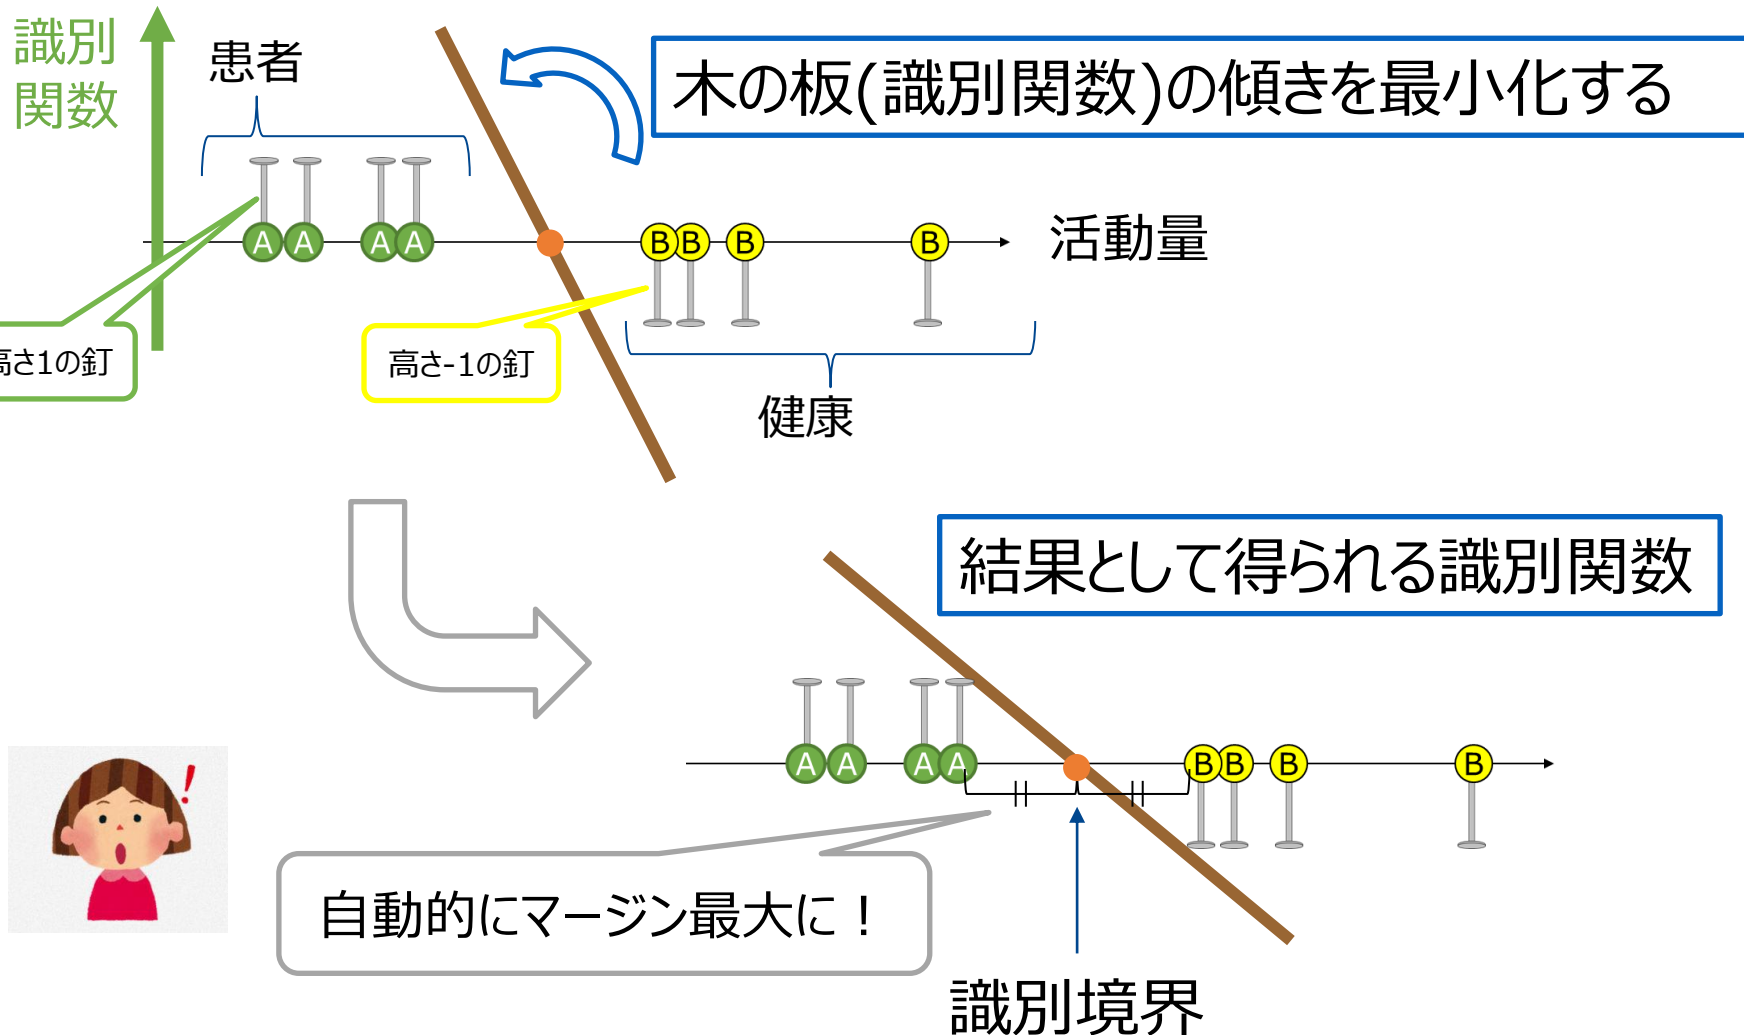 識別
関数
患者
木の板(識別関数)の傾きを最小化する
A A A A
B B B B
活動量
高さ1の釘
高さ-1の釘
健康
結果として得られる識別関数
A A A A
B B B B
自動的にマージン最大に！
識別境界